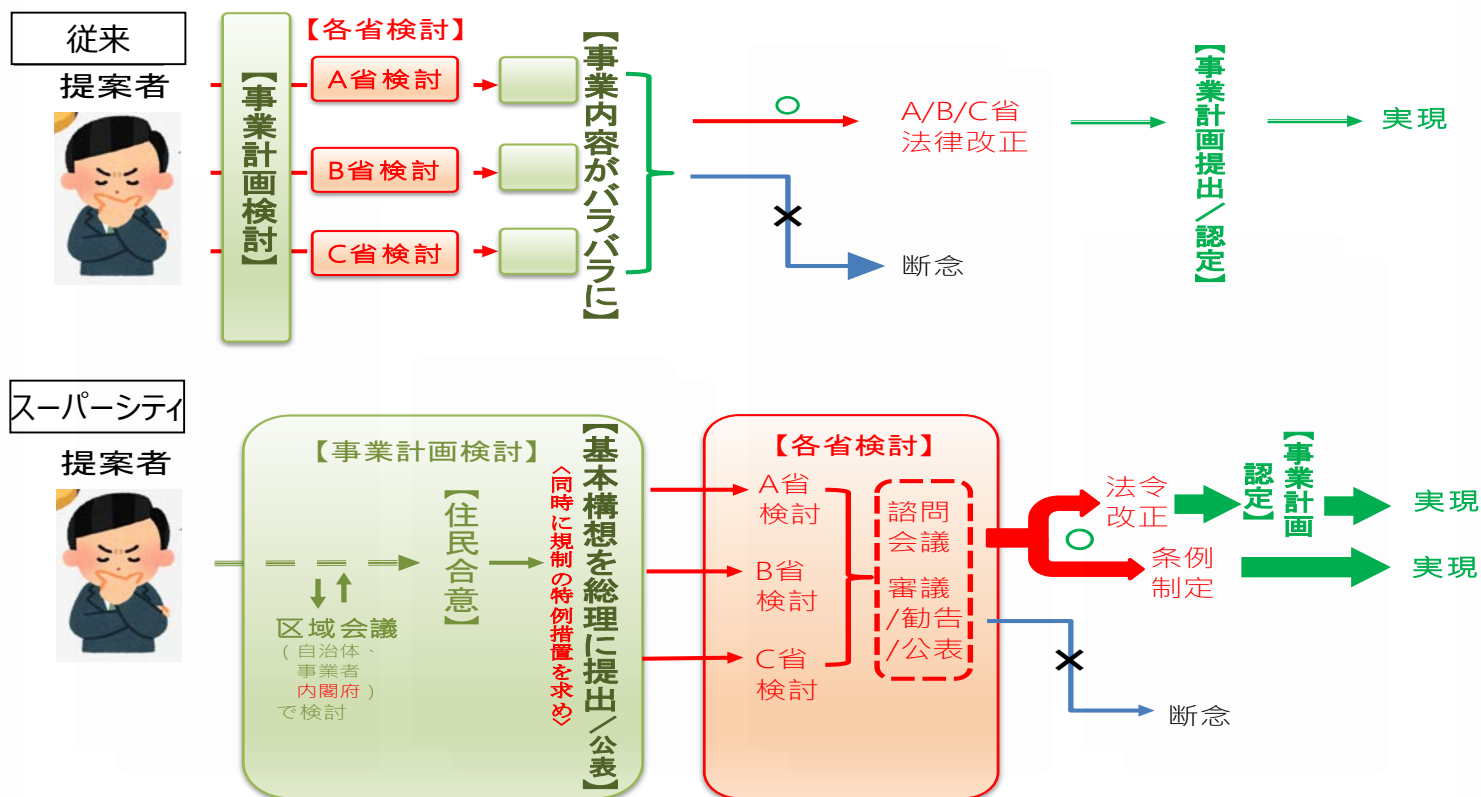 従来
提案者
【事業計画検討】
【各省検討】
A省検討
B省検討
C省検討
【事業内容がバラバラに】
A/B/C省
法律改正
断念
【事業計画提出/認定】
実現
スーパーシティ
提案者
【事業計画検討】
区域会議
(自治体、
事業者
内閣府)
で検討
【住民合意】
〈同時に規制の特例措置を求め〉
【基本構想を総理に提出/公表】
【各省検討】
A省
検討
B省
検討
C省
検討
諮問
会議
審議
/勧告
/公表
法令
改正
【事業計画
認定】
実現
条例
制定
実現
断念